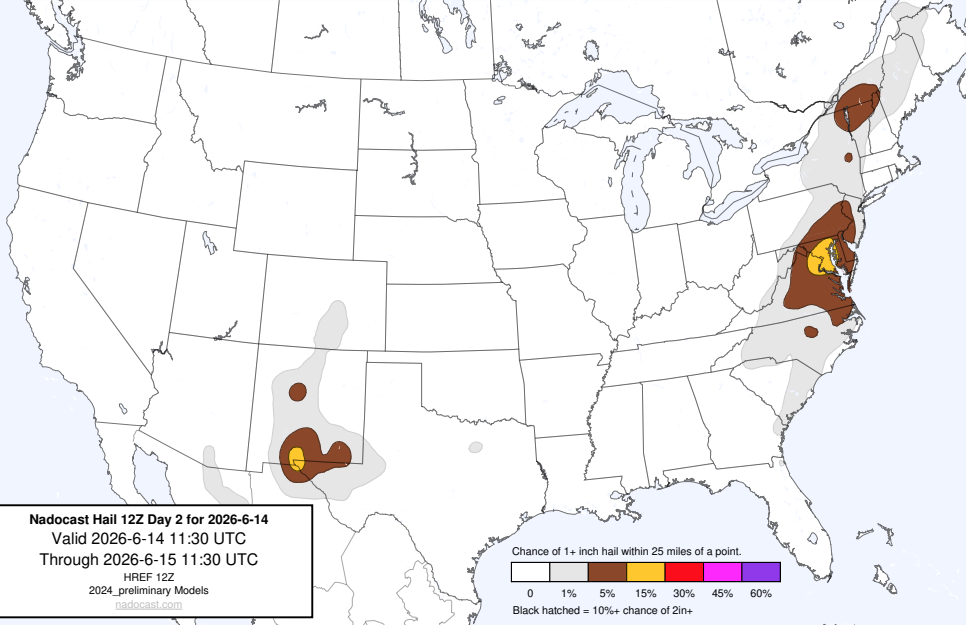 Nadocast Hail 12Z Day 2 for 2026-6-14
Valid 2026-6-14 11:30 UTC
Through 2026-6-15 11:30 UTC
HREF 12Z
2024_preliminary Models
nadocast.com
Chance of 1+ inch hail within 25 miles of a point.
0 1% 5% 15% 30% 45% 60%
Black hatched = 10%+ chance of 2in+